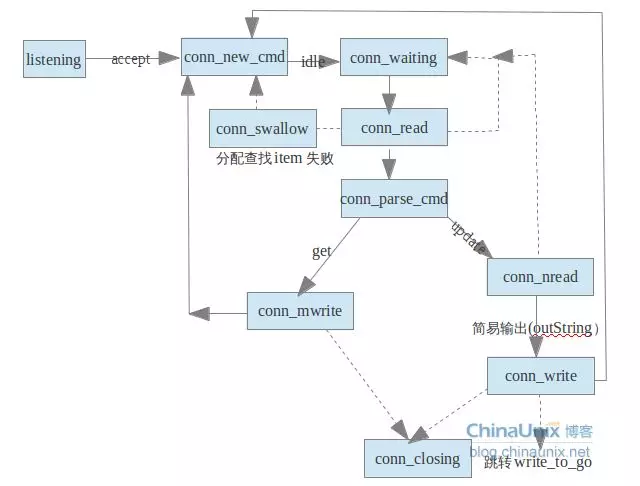 listening
accept
conn_new_cmd
idle
conn_waiting
conn_swallow
conn_read
分配查找item 失败
conn_parse_cmd
get
update
conn_nread
conn_mwrite
简易输出(outString）
conn_write
ChinaUnix 博客
blog.chinaunix.net
conn_closing
跳转 write_to_go